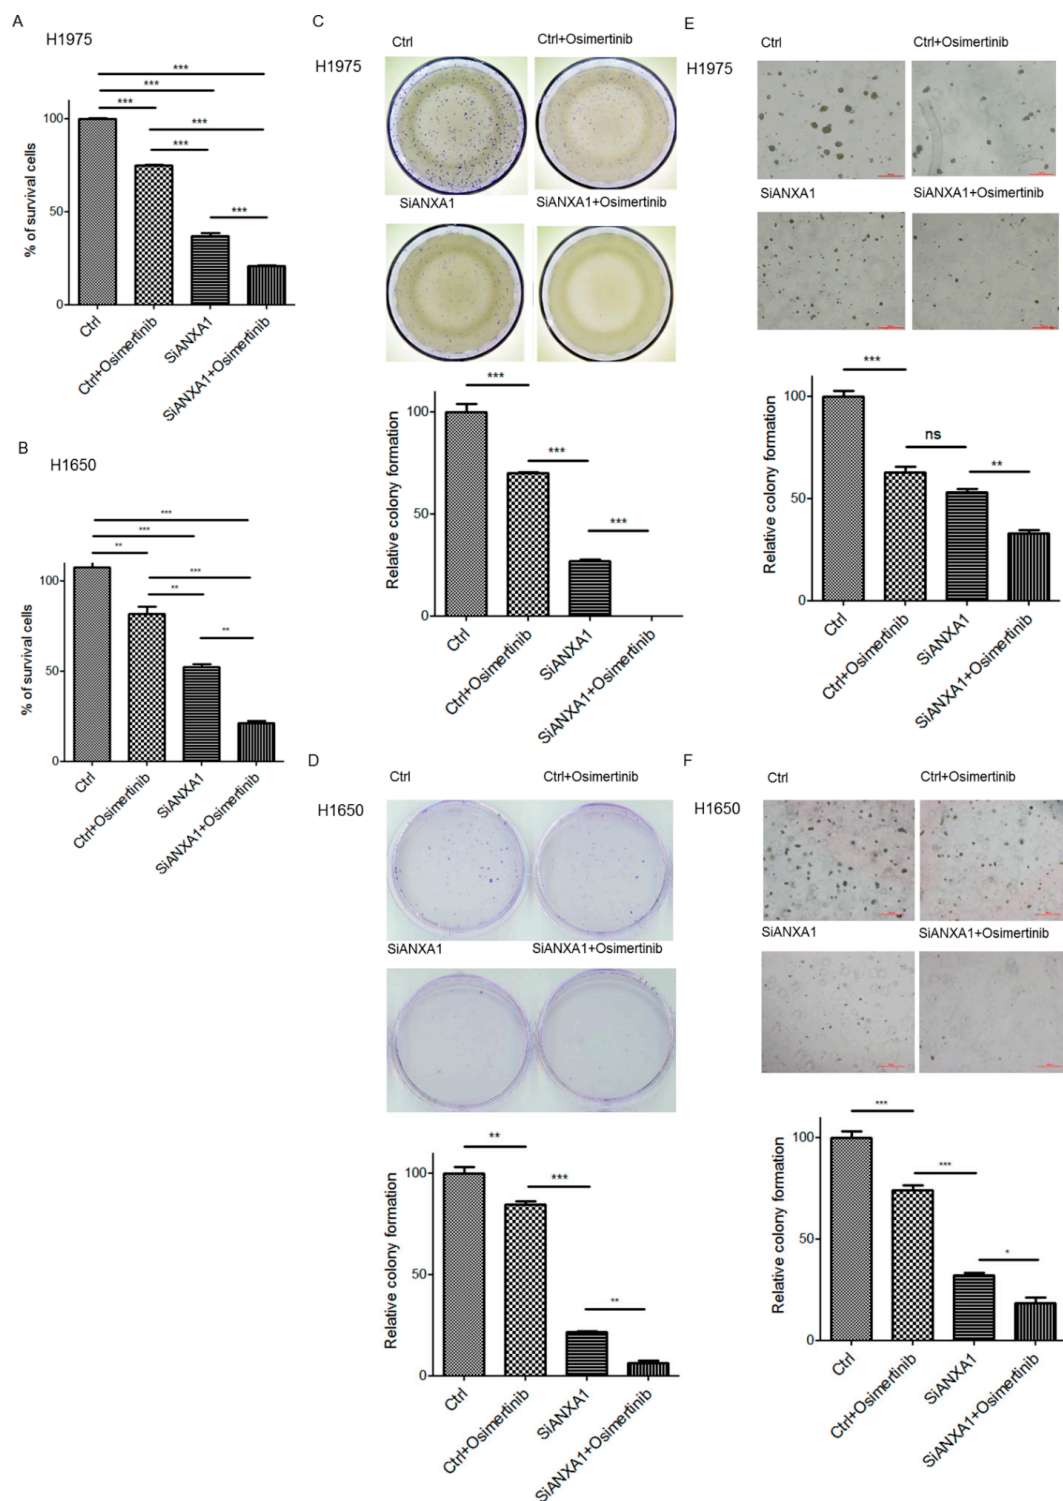 A
H1975
***
***
***
***
***
***
% of survival cells
100
50
0
Ctrl
Ctrl+Osimertinib
SiANXA1
SiANXA1+Osimertinib
B
H1650
***
***
**
***
**
**
% of survival cells
100
50
0
Ctrl
Ctrl+Osimertinib
SiANXA1
SiANXA1+Osimertinib
C
Ctrl
Ctrl+Osimertinib
H1975
SiANXA1
SiANXA1+Osimertinib
***
***
***
Relative colony formation
100
50
0
Ctrl
Ctrl+Osimertinib
SiANXA1
SiANXA1+Osimertinib
D
Ctrl
Ctrl+Osimertinib
H1650
SiANXA1
SiANXA1+Osimertinib
**
***
**
Relative colony formation
100
50
0
Ctrl
Ctrl+Osimertinib
SiANXA1
SiANXA1+Osimertinib
E
Ctrl
Ctrl+Osimertinib
H1975
SiANXA1
SiANXA1+Osimertinib
***
ns
**
Relative colony formation
100
50
0
Ctrl
Ctrl+Osimertinib
SiANXA1
SiANXA1+Osimertinib
F
Ctrl
Ctrl+Osimertinib
H1650
SiANXA1
SiANXA1+Osimertinib
***
***
*
Relative colony formation
100
50
0
Ctrl
Ctrl+Osimertinib
SiANXA1
SiANXA1+Osimertinib